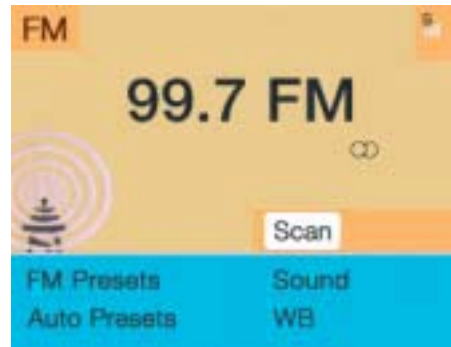 FM
99.7 FM
Scan
FM Presets Sound
Auto Presets WB